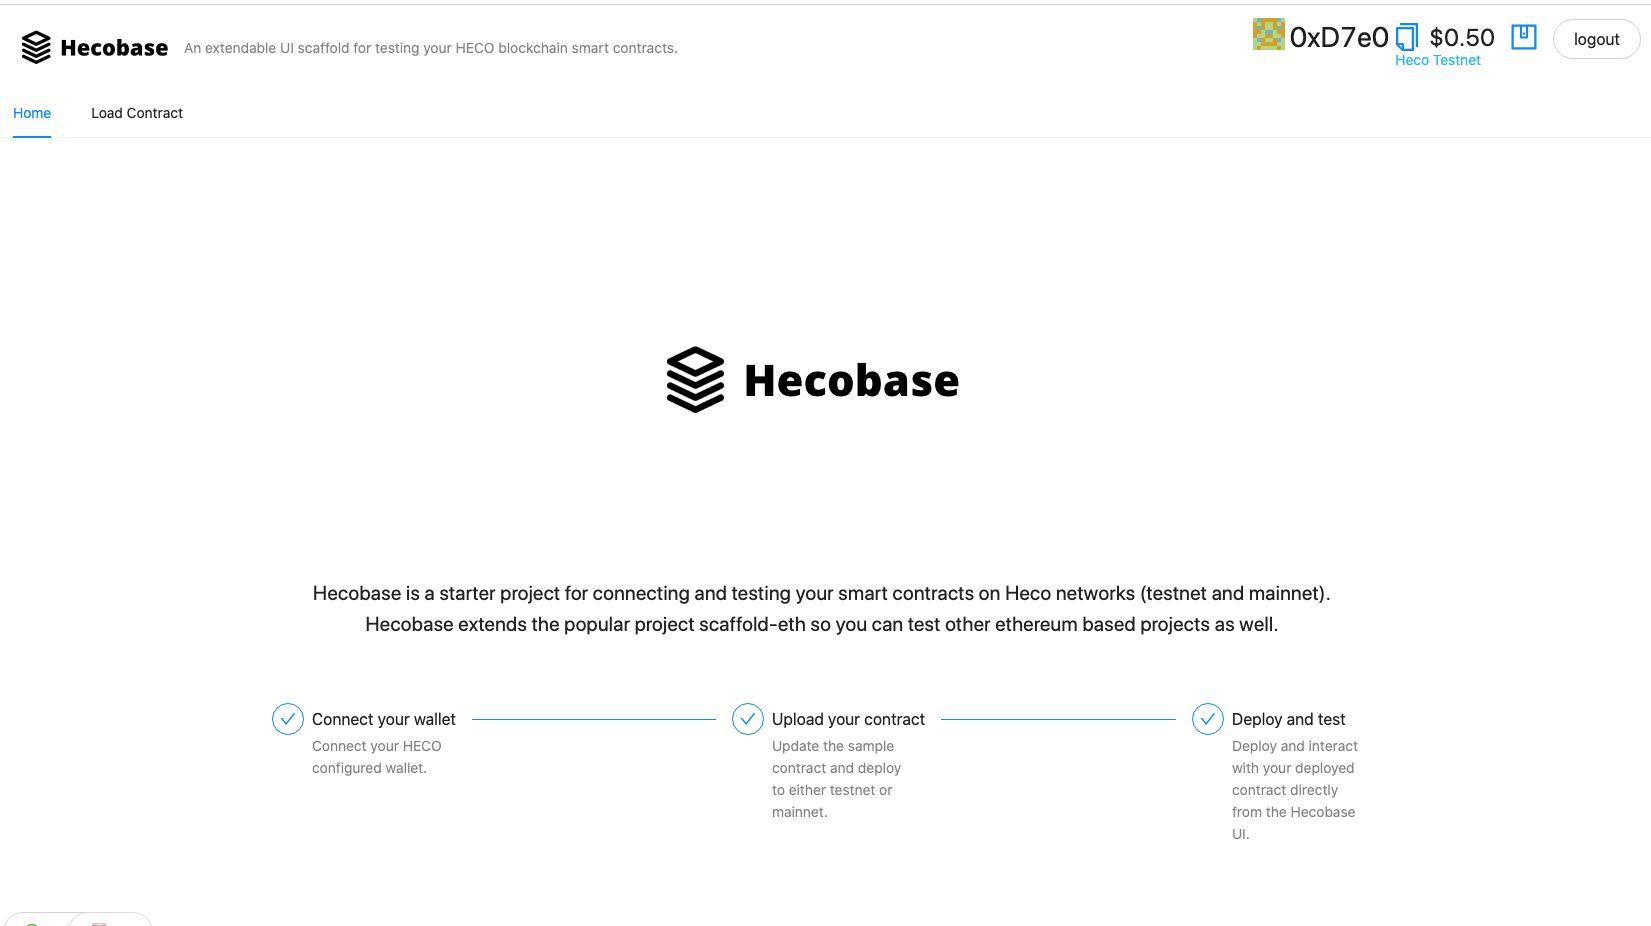 Hecobase
An extendable UI scaffold for testing your HECO blockchain smart contracts.
0xD7e0 $0.50
Heco Testnet
logout
Home
Load Contract
Hecobase
Hecobase is a starter project for connecting and testing your smart contracts on Heco networks (testnet and mainnet).
Hecobase extends the popular project scaffold-eth so you can test other ethereum based projects as well.
Connect your wallet
Connect your HECO
configured wallet.
Upload your contract
Update the sample
contract and deploy
to either testnet or
mainnet.
Deploy and test
Deploy and interact
with your deployed
contract directly
from the Hecobase
UI.